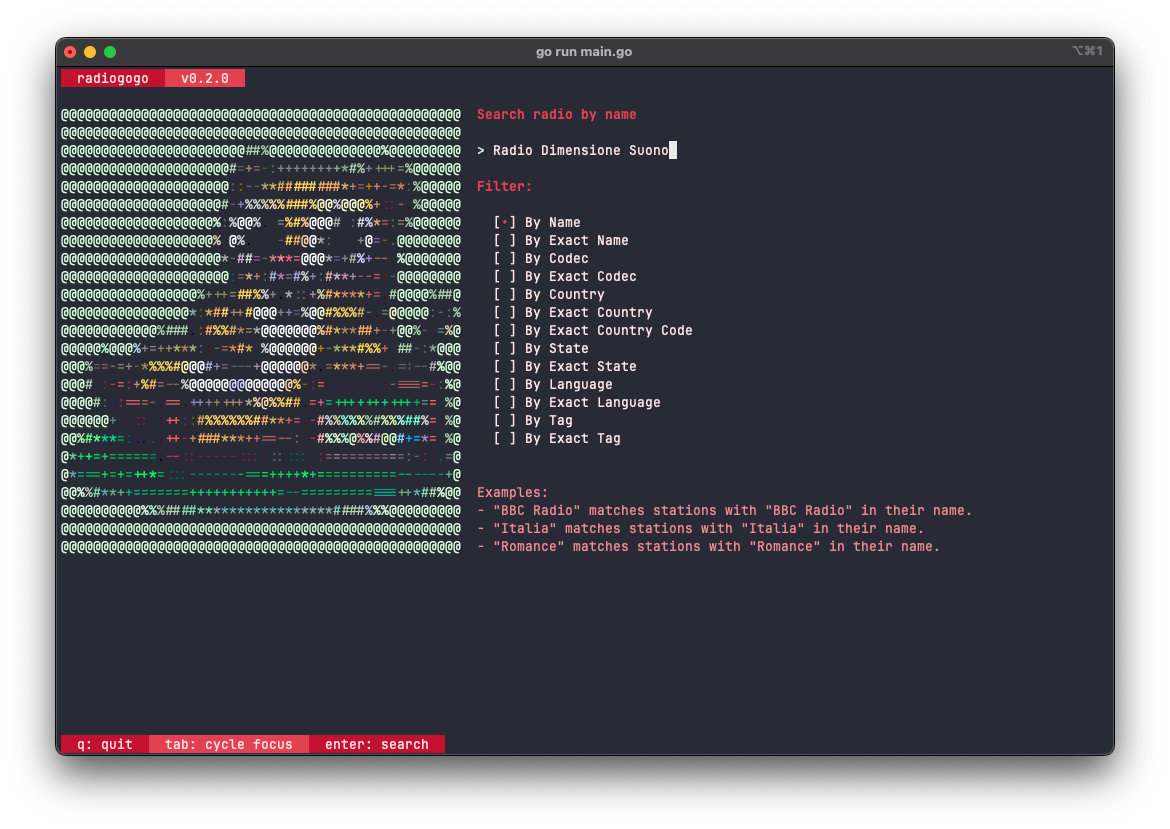 go run main.go
⌥⌘1
radiogogo v0.2.0
Search radio by name
> Radio Dimensione Suono
Filter:
[•] By Name
[ ] By Exact Name
[ ] By Codec
[ ] By Exact Codec
[ ] By Country
[ ] By Exact Country
[ ] By Exact Country Code
[ ] By State
[ ] By Exact State
[ ] By Language
[ ] By Exact Language
[ ] By Tag
[ ] By Exact Tag
Examples:
- "BBC Radio" matches stations with "BBC Radio" in their name.
- "Italia" matches stations with "Italia" in their name.
- "Romance" matches stations with "Romance" in their name.
q: quit tab: cycle focus enter: search